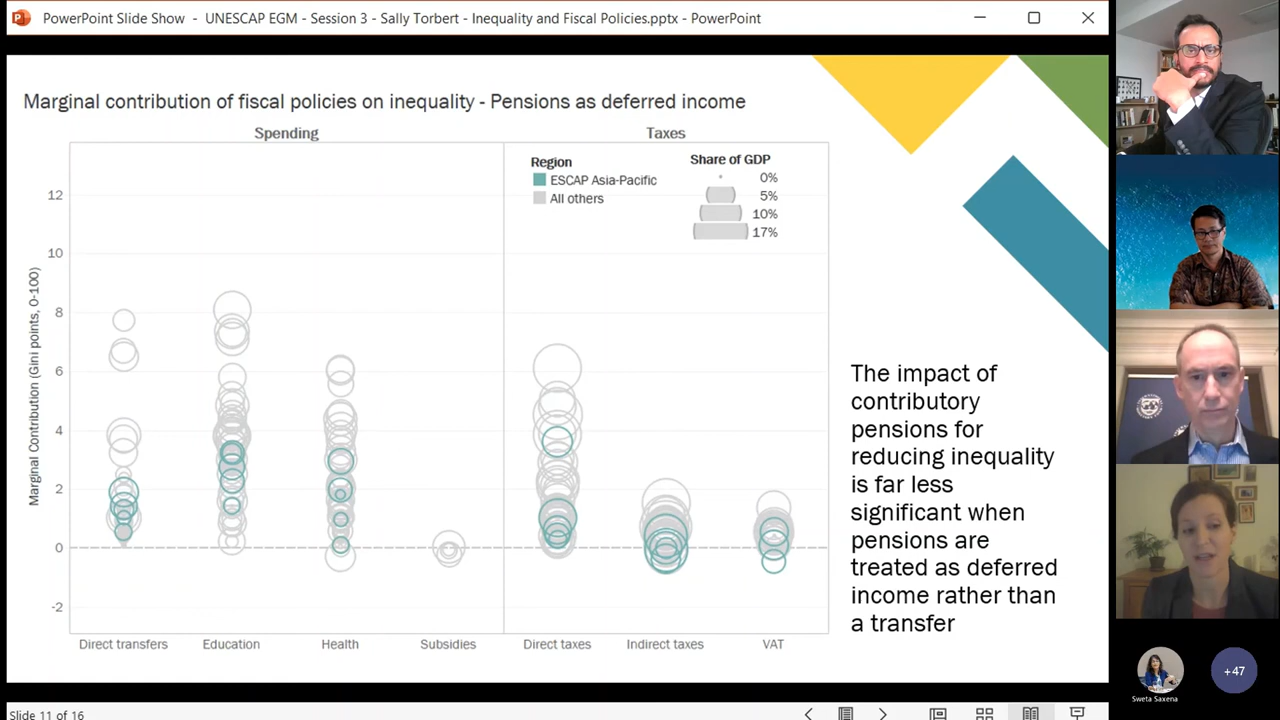 PowerPoint Slide Show - UNESCAP EGM - Session 3 - Sally Torbert - Inequality and Fiscal Policies.pptx - PowerPoint
Marginal contribution of fiscal policies on inequality - Pensions as deferred income
Spending
Taxes
Marginal Contribution (Gini points, 0-100)
12
10
8
6
4
2
0
-2
Region
ESCAP Asia-Pacific
All others
Share of GDP
0%
5%
10%
17%
Direct transfers
Education
Health
Subsidies
Direct taxes
Indirect taxes
VAT
The impact of
contributory
pensions for
reducing inequality
is far less
significant when
pensions are
treated as deferred
income rather than
a transfer
Slide 11 of 16
Sweta Saxena
+47